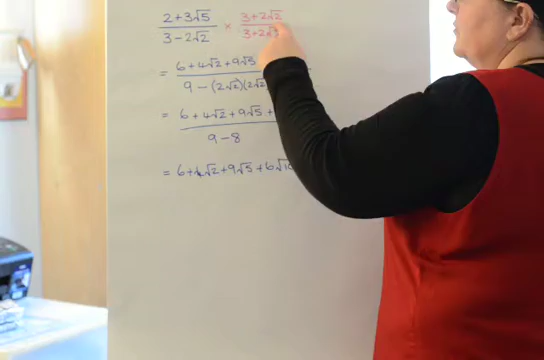 2 + 3√5 / 3 - 2√2 × 3 + 2√2 / 3 + 2√
= 6 + 4√2 + 9√5 / 9 - (2√2)(2√2)
= 6 + 4√2 + 9√5 + / 9 - 8
= 6 + 4√2 + 9√5 + 6√10